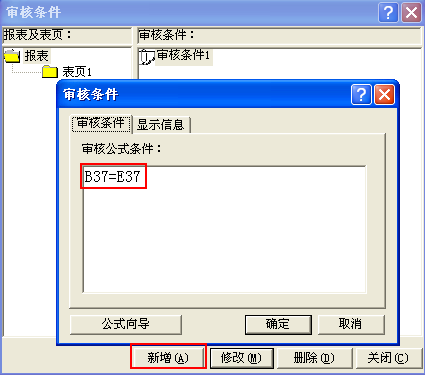 审核条件
报表及表页：
审核条件：
报表
审核条件1
表页1
审核条件
审核条件
显示信息
审核公式条件：
B37=E37
公式向导
确定
取消
新增(A)
修改(M)
删除(D)
关闭(C)